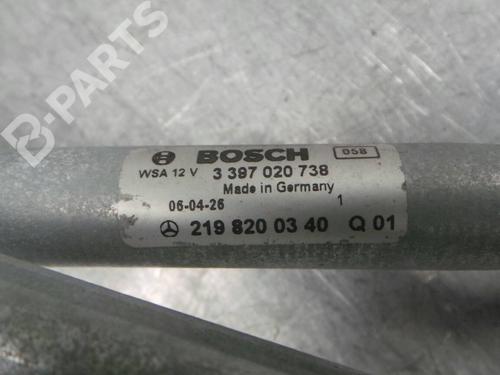 B-PARTS
BOSCH 058
WSA 12 V 3 397 020 738
Made in Germany
06-04-26 1
219 820 03 40 Q 01